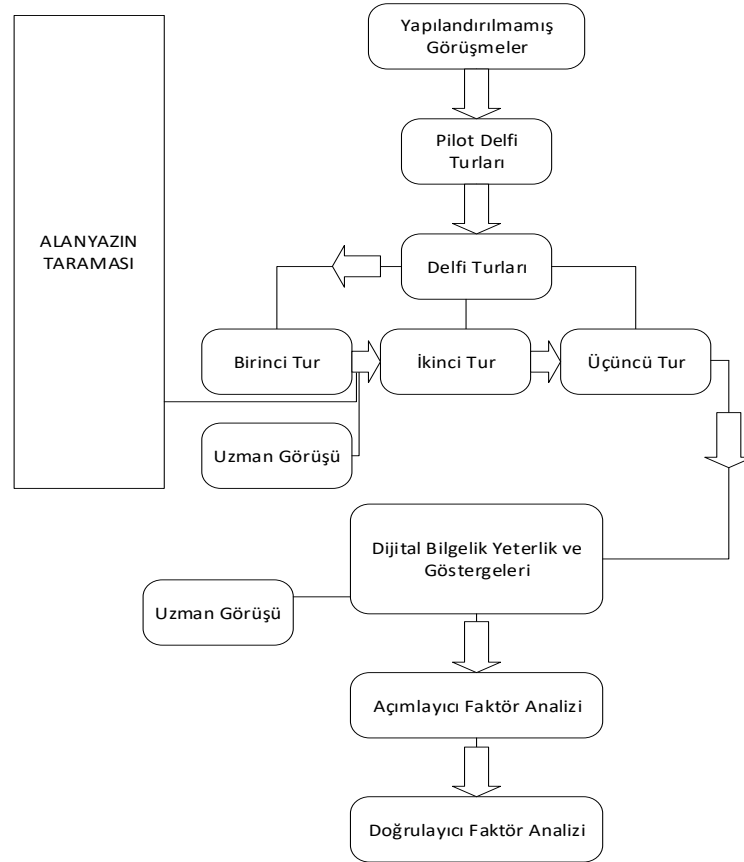 Yapılandırılmamış
Görüşmeler
Pilot Delfi
Turları
ALANYAZIN
TARAMASI
Delfi Turları
Birinci Tur
İkinci Tur
Üçüncü Tur
Uzman Görüşü
Dijital Bilgelik Yeterlik ve
Göstergeleri
Uzman Görüşü
Açımlayıcı Faktör Analizi
Doğrulayıcı Faktör Analizi